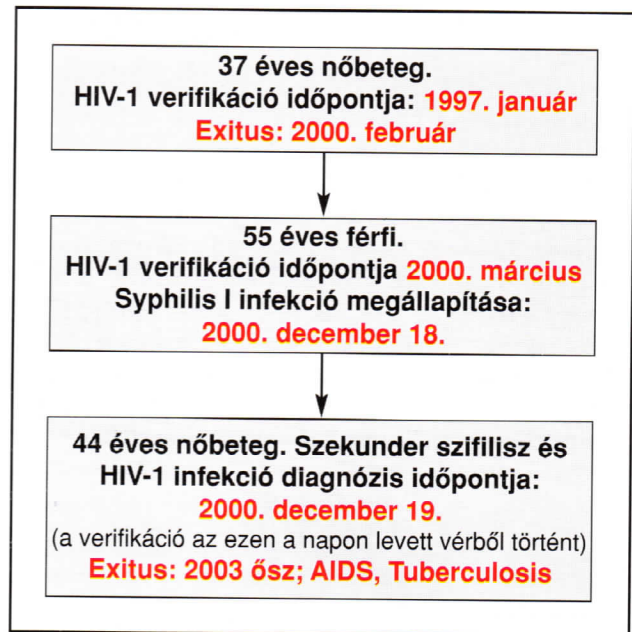 37 éves nőbeteg.
HIV-1 verifikáció időpontja: 1997. január
Exitus: 2000. február
55 éves férfi.
HIV-1 verifikáció időpontja 2000. március
Syphilis I infekció megállapítása:
2000. december 18.
44 éves nőbeteg. Szekunder szifilisz és
HIV-1 infekció diagnózis időpontja:
2000. december 19.
(a verifikáció az ezen a napon levett vérből történt)
Exitus: 2003 ősz; AIDS, Tuberculosis